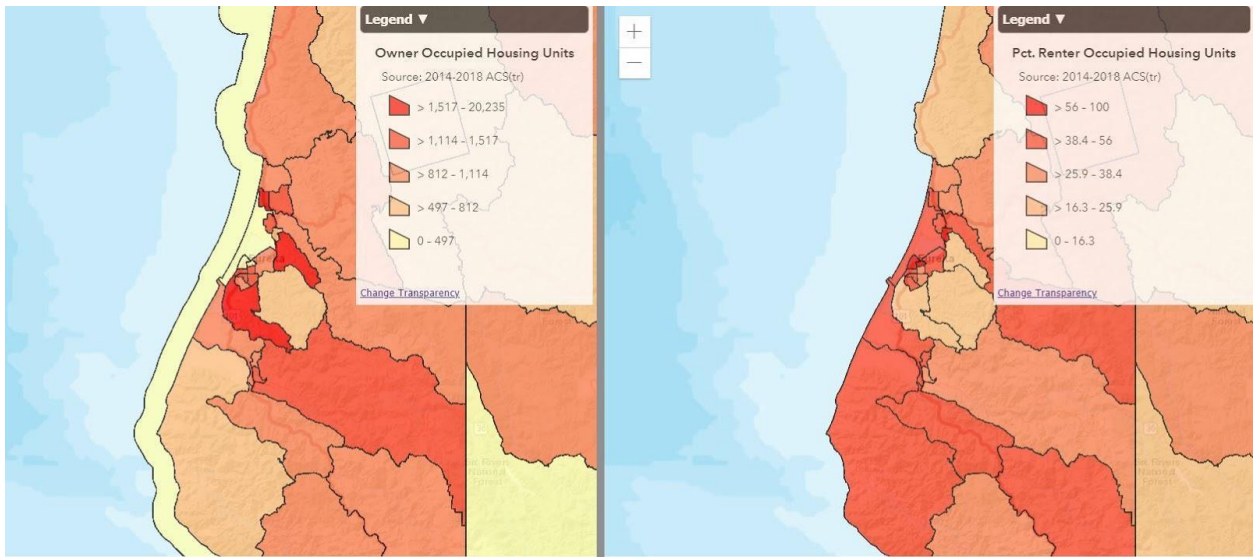 Legend ▼
Owner Occupied Housing Units
Source: 2014-2018 ACS(tr)
> 1,517 - 20,235
> 1,114 - 1,517
> 812 - 1,114
> 497 - 812
0 - 497
Change Transparency
+
−
Legend ▼
Pct. Renter Occupied Housing Units
Source: 2014-2018 ACS(tr)
> 56 - 100
> 38.4 - 56
> 25.9 - 38.4
> 16.3 - 25.9
0 - 16.3
Change Transparency